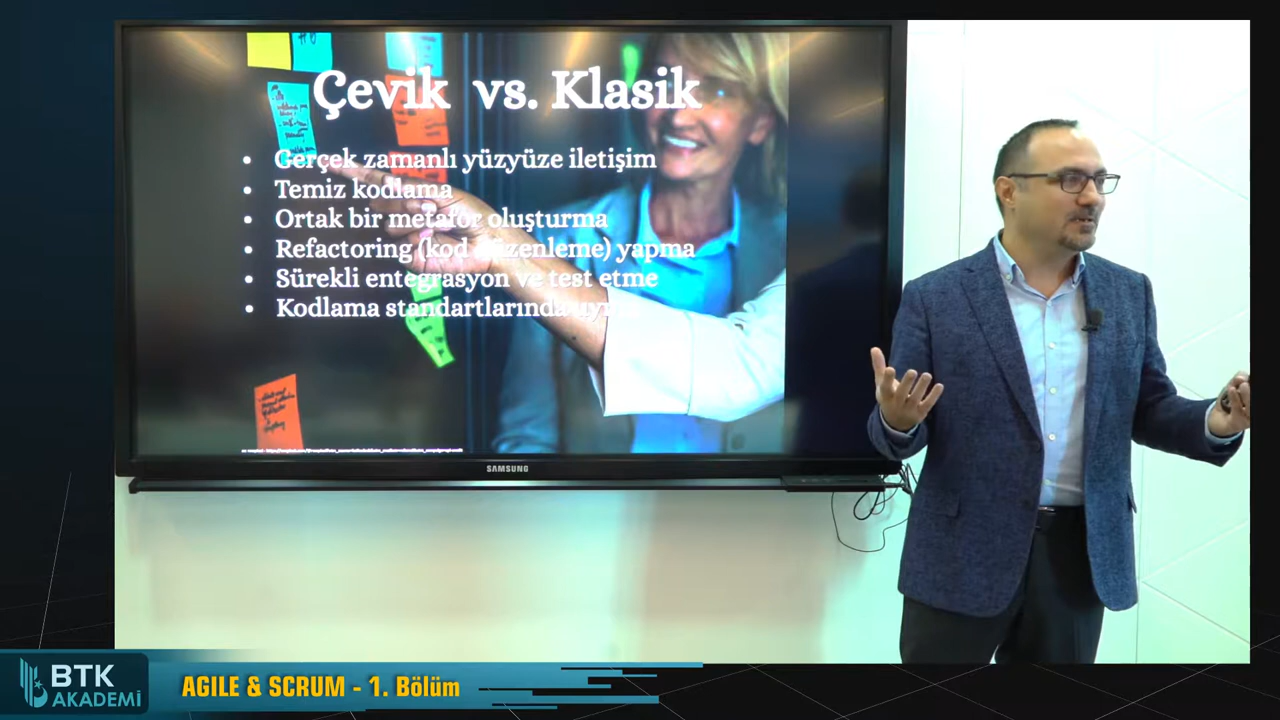 Çevik vs. Klasik
• Gerçek zamanlı yüzyüze iletişim
• Temiz kodlama
• Ortak bir metafor oluşturma
• Refactoring (kod düzenleme) yapma
• Sürekli entegrasyon ve test etme
• Kodlama standartlarında
SAMSUNG
BTK
AKADEMİ
AGILE & SCRUM - 1. Bölüm